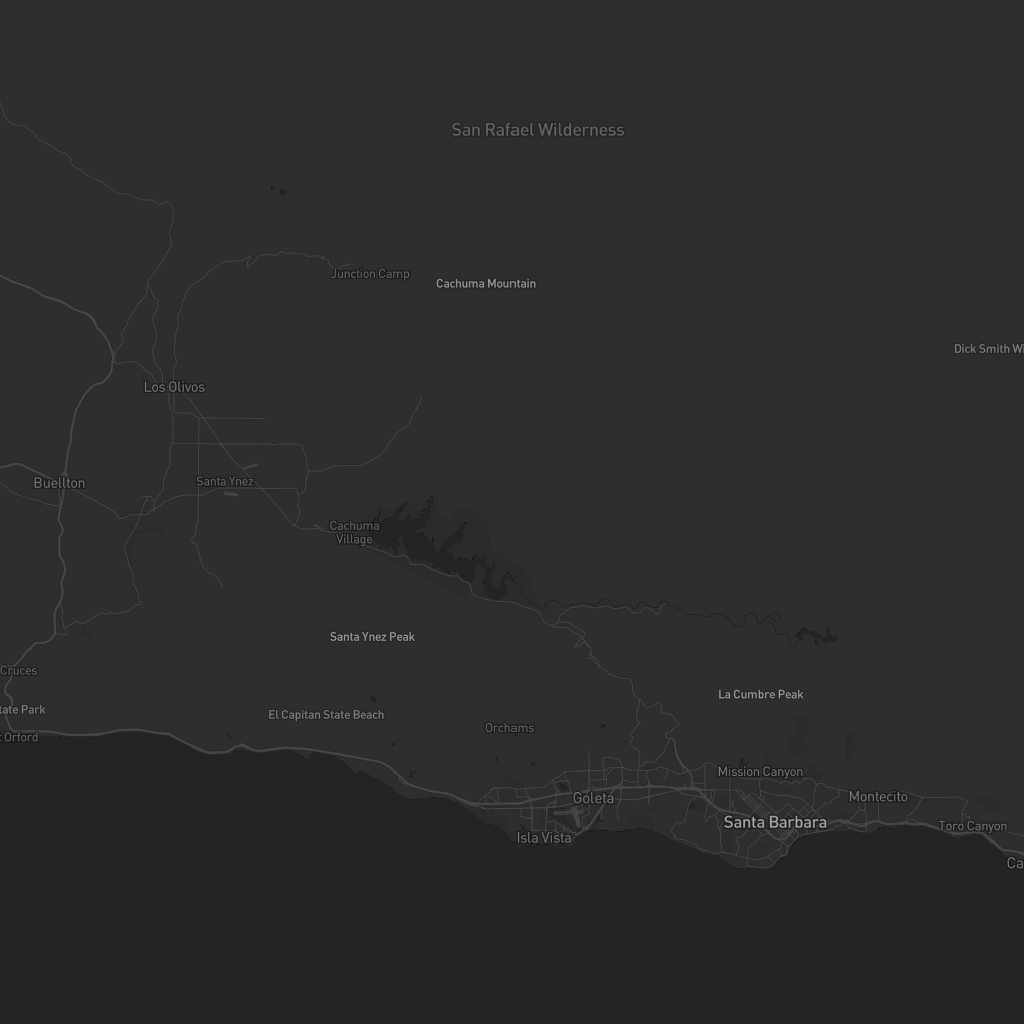 San Rafael Wilderness
Junction Camp
Cachuma Mountain
Dick Smith
Los Olivos
Santa Ynez
Buellton
Cachuma
Village
Santa Ynez Peak
Cruces
La Cumbre Peak
tate Park
El Capitan State Beach
Orchams
t Orford
Mission Canyon
Goleta
Montecito
Santa Barbara
Toro Canyon
Isla Vista
Ca